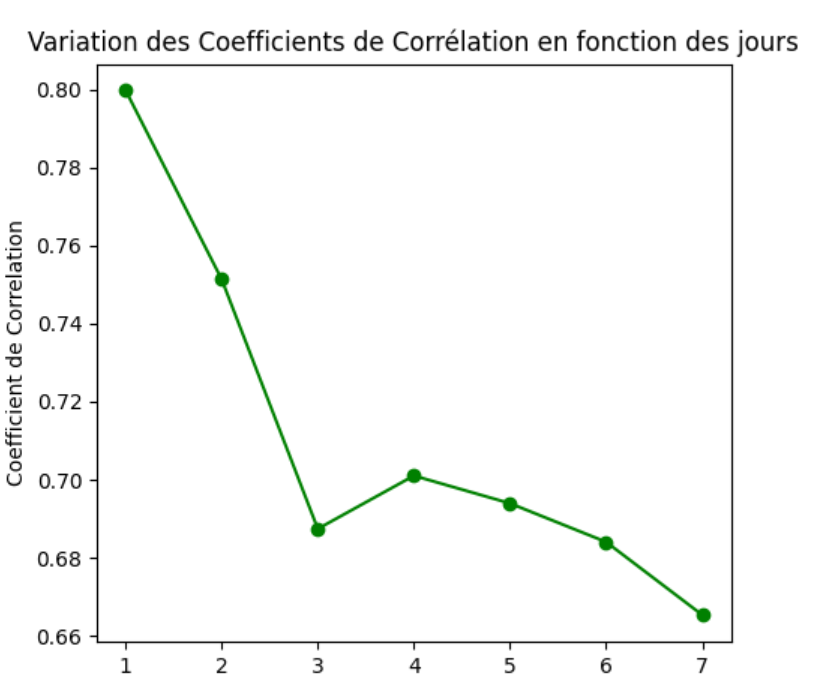 Variation des Coefficients de Corrélation en fonction des jours
Coefficient de Correlation
0.80
0.78
0.76
0.74
0.72
0.70
0.68
0.66
1 2 3 4 5 6 7